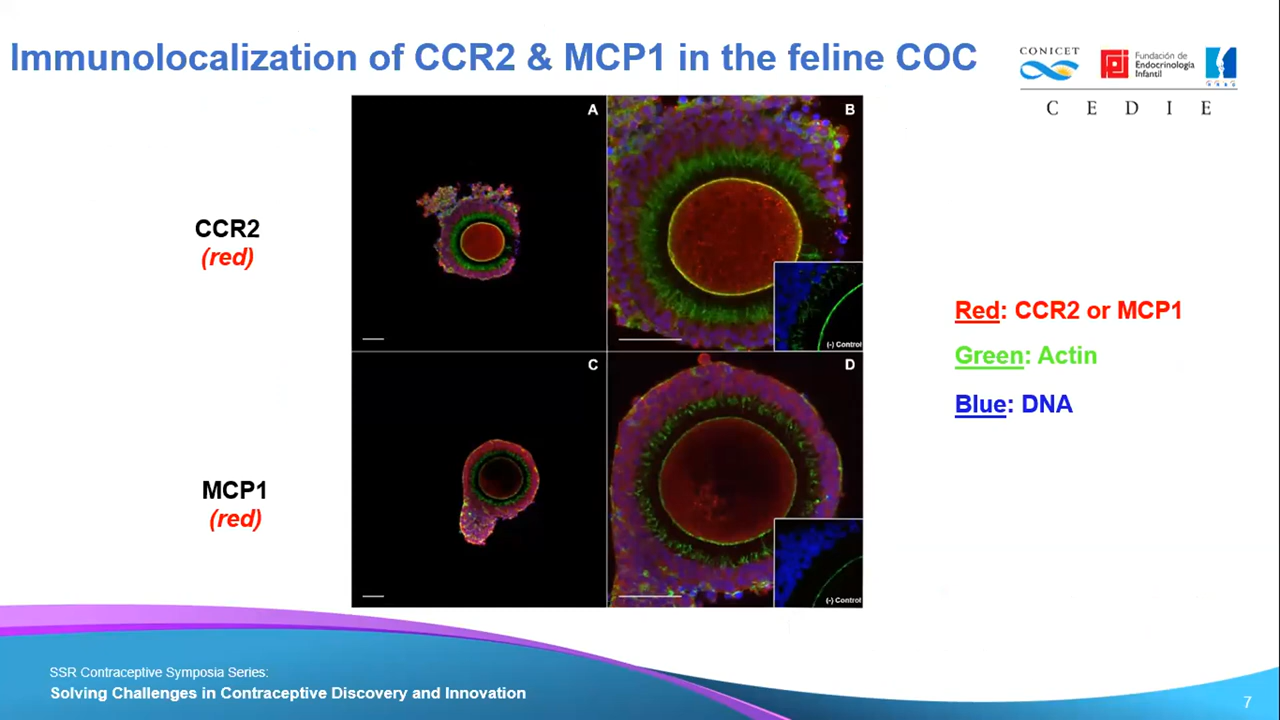 Immunolocalization of CCR2 & MCP1 in the feline COC
CONICET
Fundación de
Endocrinología
Infantil
C E D I E
A
B
CCR2
(red)
(-) Control
Red: CCR2 or MCP1
Green: Actin
Blue: DNA
C
D
MCP1
(red)
(-) Control
SSR Contraceptive Symposia Series:
Solving Challenges in Contraceptive Discovery and Innovation
7